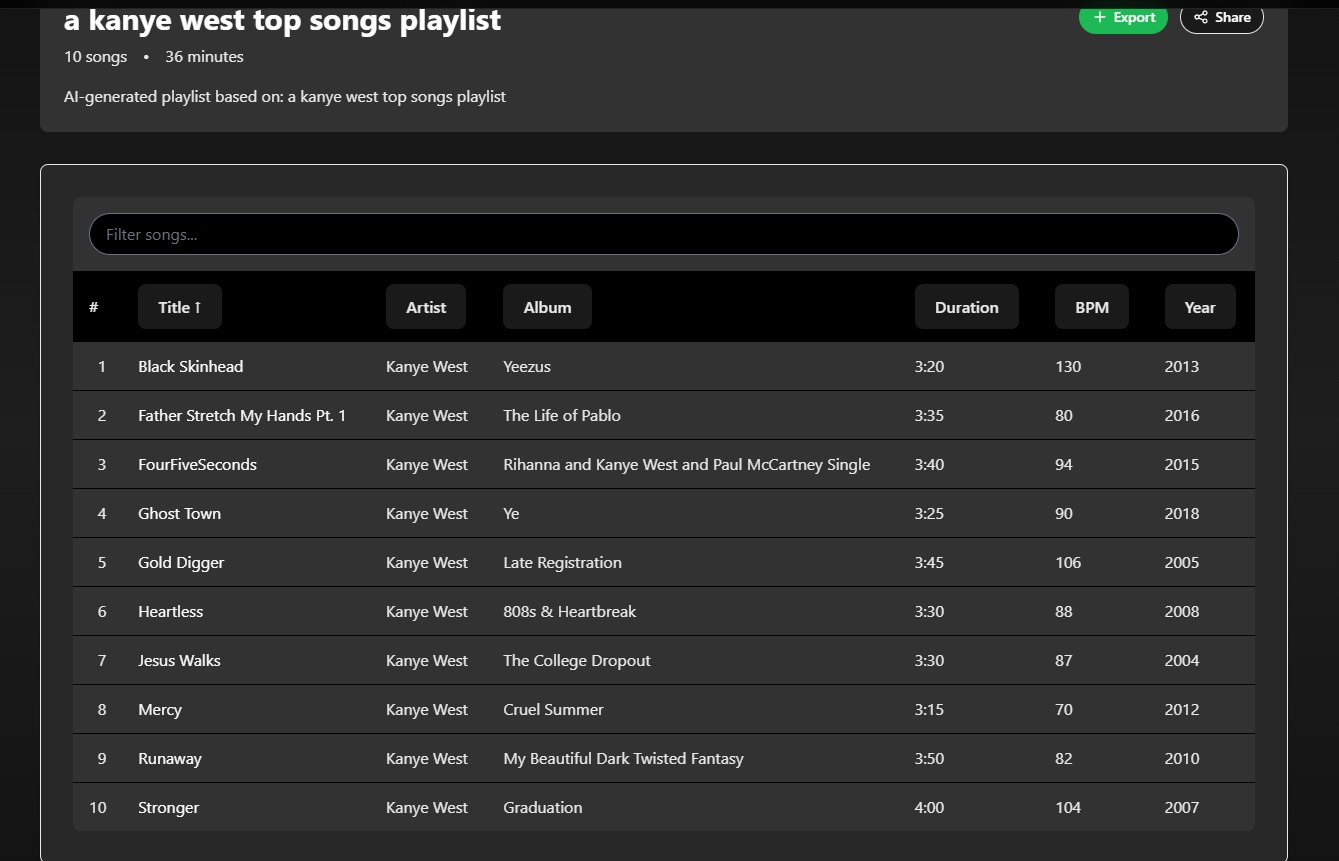 a kanye west top songs playlist
+ Export
Share
10 songs • 36 minutes
AI-generated playlist based on: a kanye west top songs playlist
Filter songs...
# Title ↑ Artist Album Duration BPM Year
1 Black Skinhead Kanye West Yeezus 3:20 130 2013
2 Father Stretch My Hands Pt. 1 Kanye West The Life of Pablo 3:35 80 2016
3 FourFiveSeconds Kanye West Rihanna and Kanye West and Paul McCartney Single 3:40 94 2015
4 Ghost Town Kanye West Ye 3:25 90 2018
5 Gold Digger Kanye West Late Registration 3:45 106 2005
6 Heartless Kanye West 808s & Heartbreak 3:30 88 2008
7 Jesus Walks Kanye West The College Dropout 3:30 87 2004
8 Mercy Kanye West Cruel Summer 3:15 70 2012
9 Runaway Kanye West My Beautiful Dark Twisted Fantasy 3:50 82 2010
10 Stronger Kanye West Graduation 4:00 104 2007